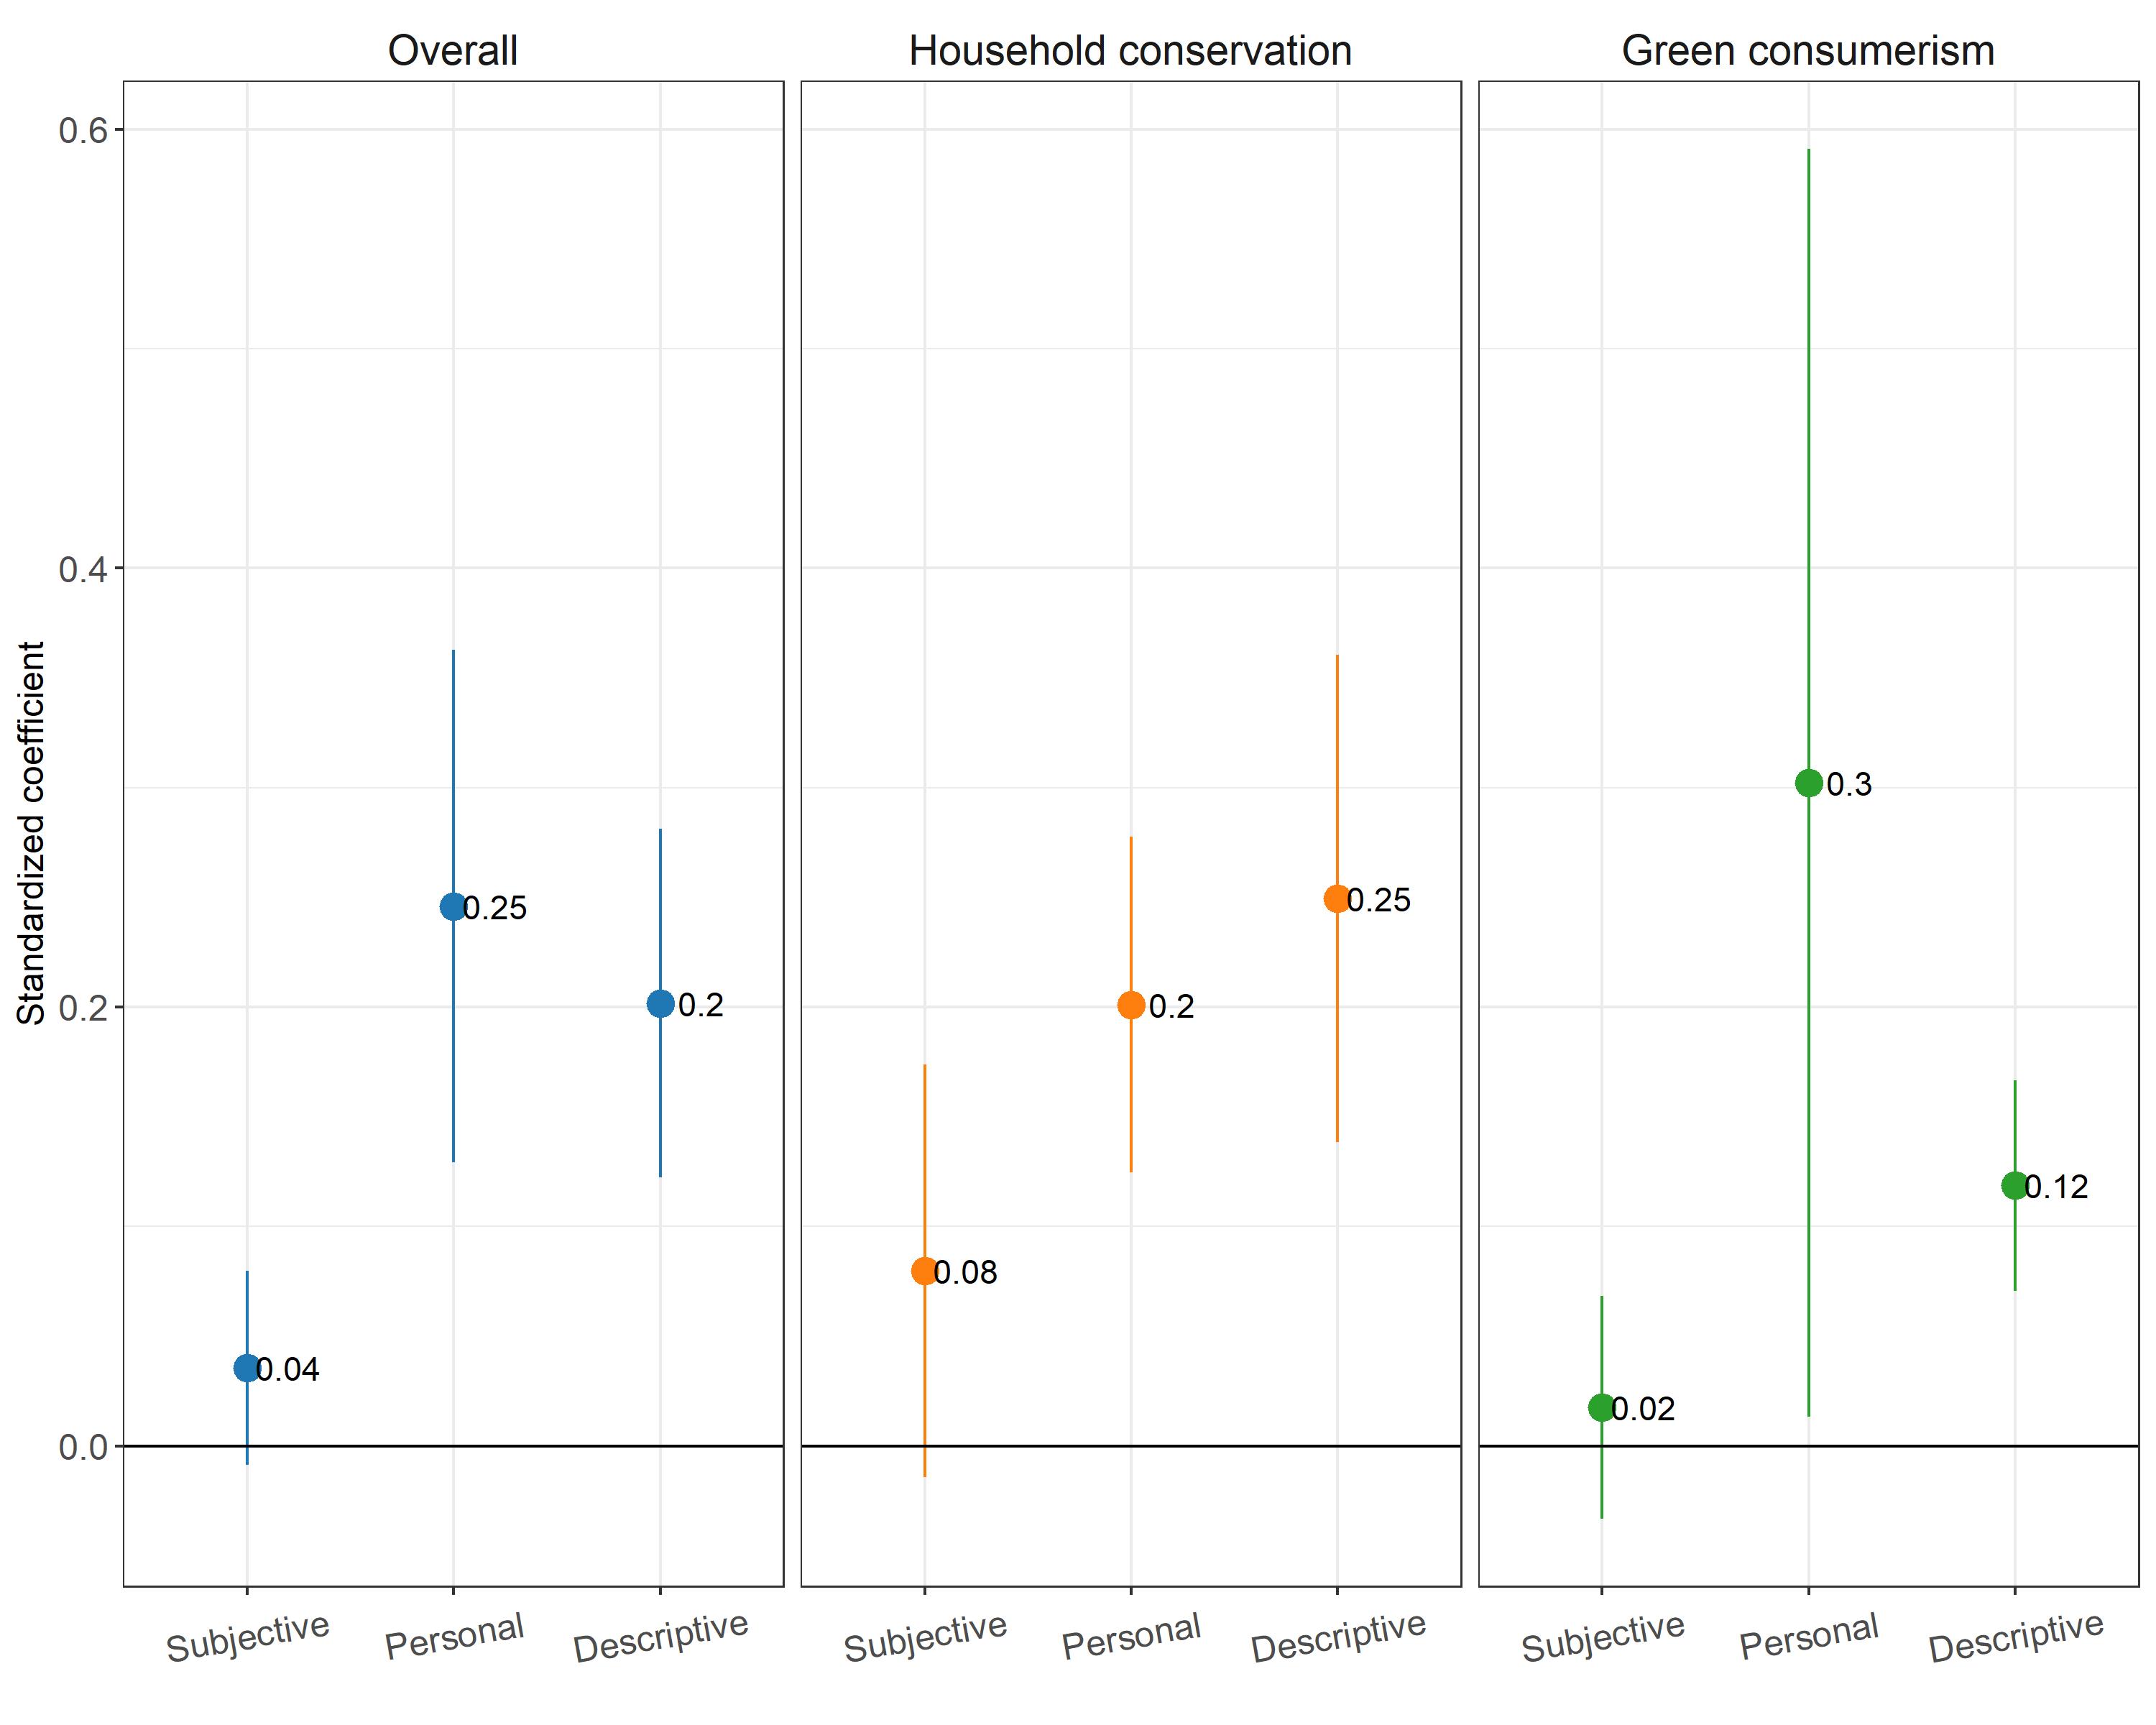 Overall
Household conservation
Green consumerism
Standardized coefficient
0.6
0.4
0.2
0.0
0.04
0.25
0.2
0.08
0.2
0.25
0.02
0.3
0.12
Subjective
Personal
Descriptive
Subjective
Personal
Descriptive
Subjective
Personal
Descriptive